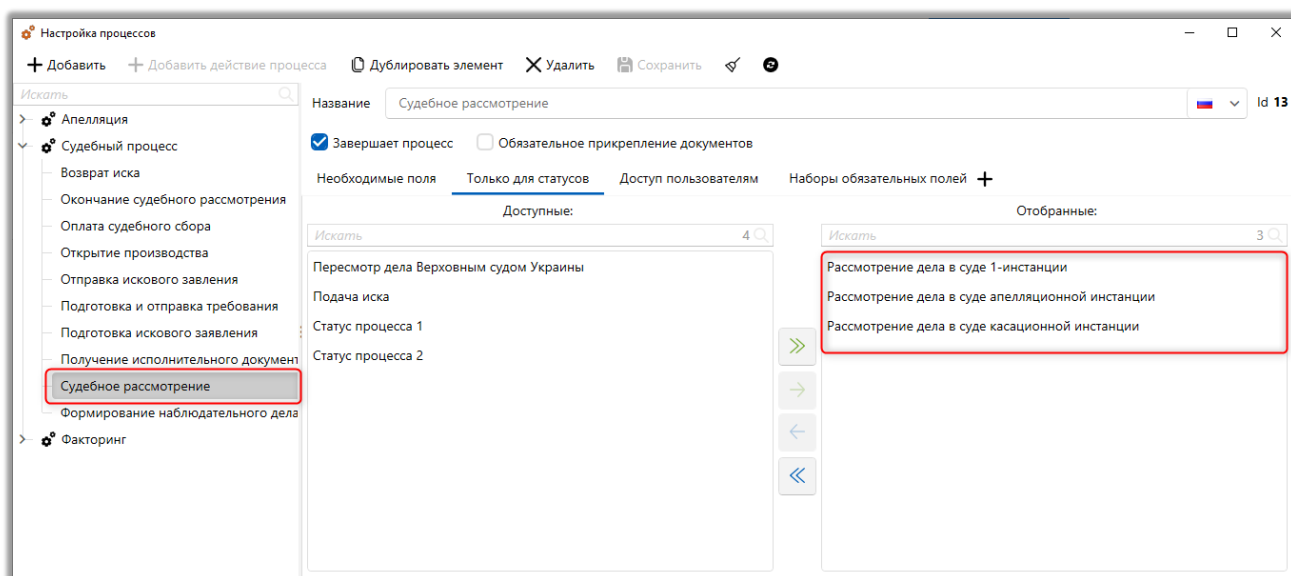 Настройка процессов
Добавить Добавить действие процесса Дублировать элемент Удалить Сохранить
Искать
Название Судебное рассмотрение Id 13
Апелляция
Судебный процесс
Завершает процесс Обязательное прикрепление документов
Возврат иска
Необходимые поля Только для статусов Доступ пользователям Наборы обязательных полей
Окончание судебного рассмотрения
Доступные: Отобранные:
Оплата судебного сбора
Искать 4 Искать 3
Открытие производства
Пересмотр дела Верховным судом Украины Рассмотрение дела в суде 1-инстанции
Отправка искового завления
Подача иска Рассмотрение дела в суде апелляционной инстанции
Подготовка и отправка требования
Статус процесса 1 Рассмотрение дела в суде касационной инстанции
Подготовка искового заявления
Статус процесса 2
Получение исполнительного документ
Судебное рассмотрение
Формирование наблюдательного дела
Факторинг